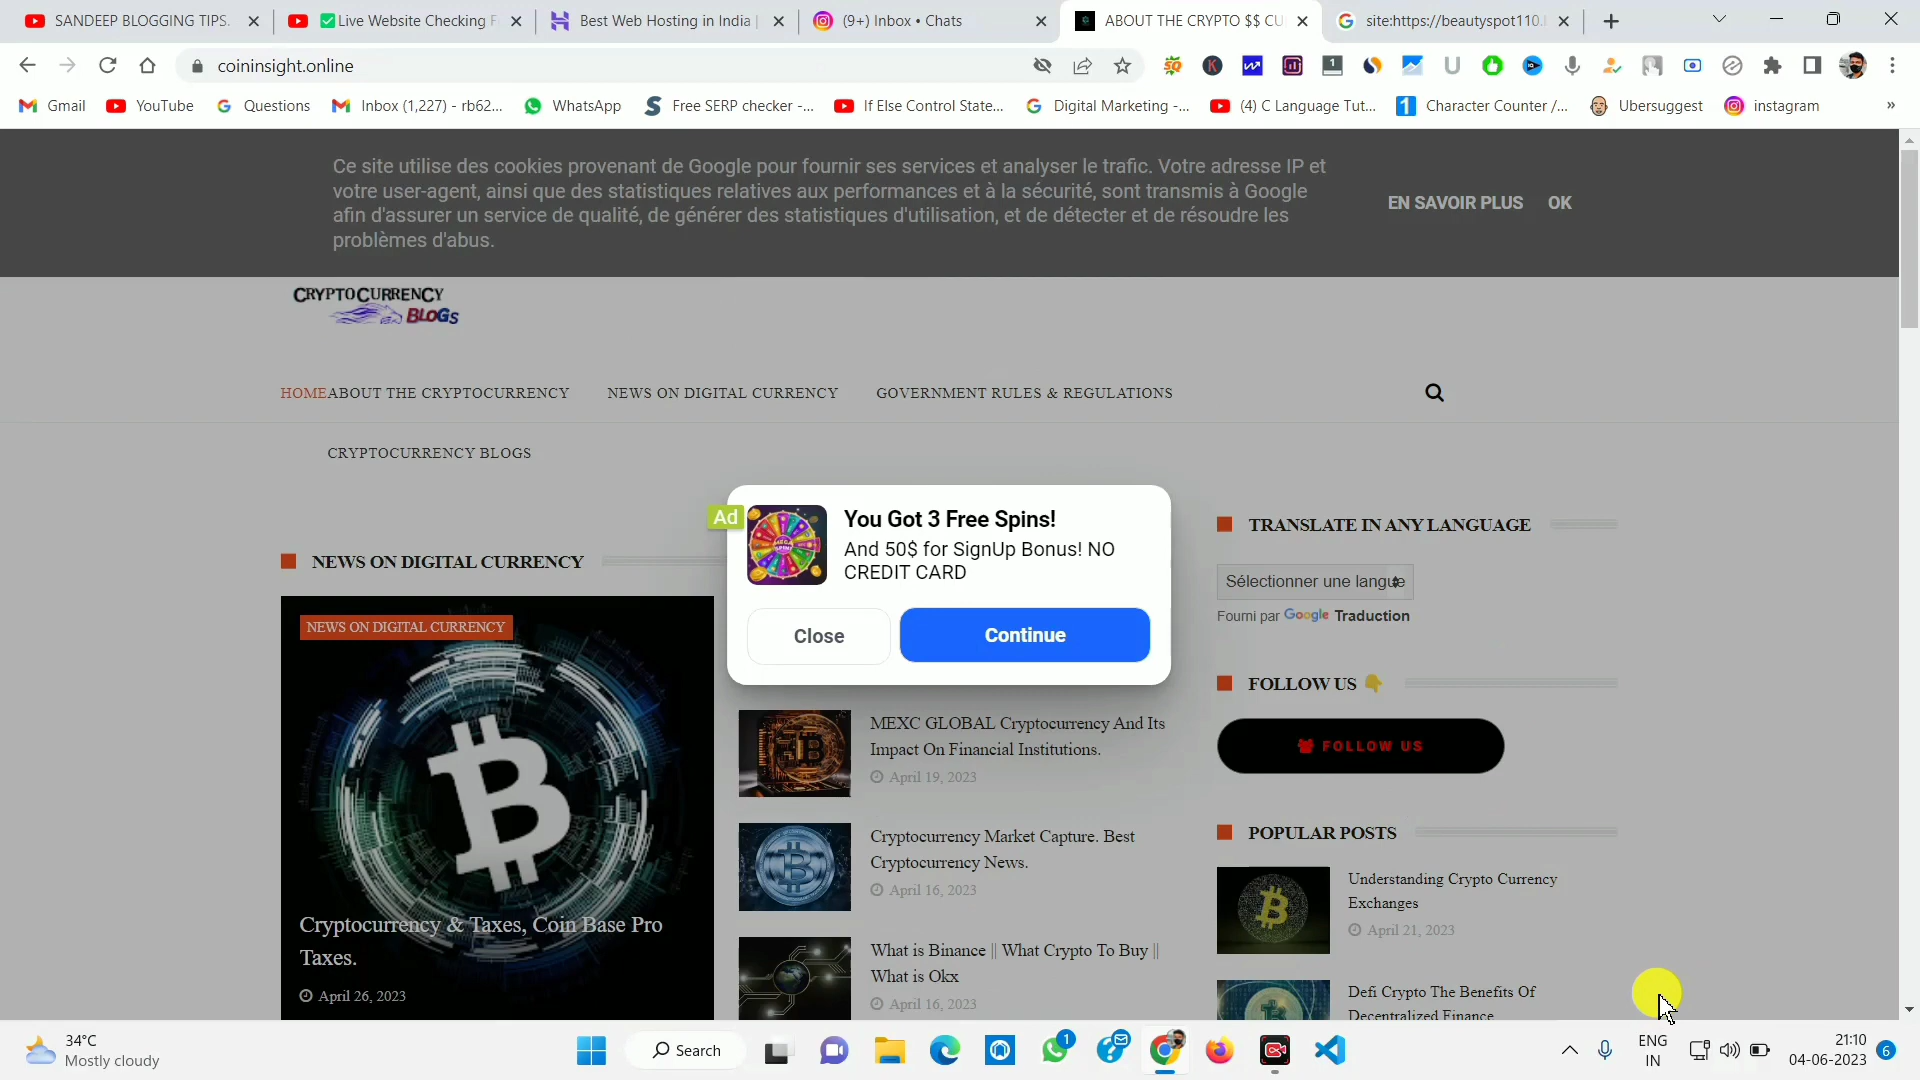 SANDEEP BLOGGING TIPS.
Live Website Checking F
Best Web Hosting in India |
(9+) Inbox • Chats
ABOUT THE CRYPTO $$ CU
site:https://beautyspot110.
coininsight.online
Gmail
YouTube
Questions
Inbox (1,227) - rb62...
WhatsApp
Free SERP checker -...
If Else Control State...
Digital Marketing -...
(4) C Language Tut...
Character Counter /...
Ubersuggest
instagram
»
Ce site utilise des cookies provenant de Google pour fournir ses services et analyser le trafic. Votre adresse IP et
votre user-agent, ainsi que des statistiques relatives aux performances et à la sécurité, sont transmis à Google
afin d'assurer un service de qualité, de générer des statistiques d'utilisation, et de détecter et de résoudre les
problèmes d'abus.
EN SAVOIR PLUS OK
CRYPTOCURRENCY
BLOGS
HOME
ABOUT THE CRYPTOCURRENCY
NEWS ON DIGITAL CURRENCY
GOVERNMENT RULES & REGULATIONS
CRYPTOCURRENCY BLOGS
NEWS ON DIGITAL CURRENCY
NEWS ON DIGITAL CURRENCY
Cryptocurrency & Taxes, Coin Base Pro
Taxes.
April 26, 2023
Ad
You Got 3 Free Spins!
And 50$ for SignUp Bonus! NO
CREDIT CARD
Close
Continue
MEXC GLOBAL Cryptocurrency And Its
Impact On Financial Institutions.
April 19, 2023
Cryptocurrency Market Capture. Best
Cryptocurrency News.
April 16, 2023
What is Binance || What Crypto To Buy ||
What is Okx
April 16, 2023
TRANSLATE IN ANY LANGUAGE
Sélectionner une langue
Fourni par Google Traduction
FOLLOW US
FOLLOW US
POPULAR POSTS
Understanding Crypto Currency
Exchanges
April 21, 2023
Defi Crypto The Benefits Of
Decentralized Finance
34°C
Mostly cloudy
Search
1
ENG
IN
21:10
04-06-2023
6